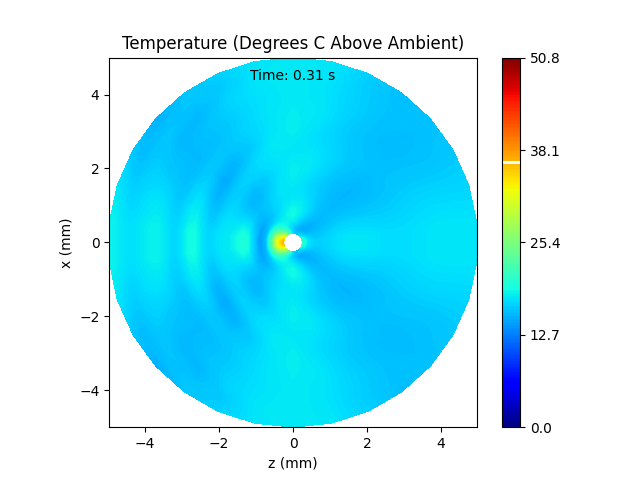 Temperature (Degrees C Above Ambient)
Time: 0.31 s
50.8
38.1
25.4
12.7
0.0
4
2
0
−2
−4
x (mm)
−4 −2 0 2 4
z (mm)